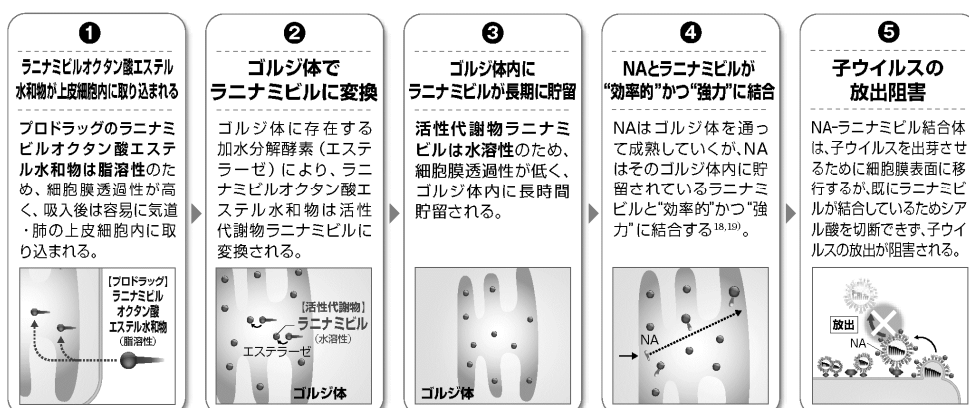 ❶
ラニナミビルオクタン酸エステル
水和物が上皮細胞内に取り込まれる
プロドラッグのラニナミ
ビルオクタン酸エステ
ル水和物は脂溶性のた
め、細胞膜透過性が高
く、吸入後は容易に気道
・肺の上皮細胞内に取
り込まれる。
【プロドラッグ】
ラニナミビル
オクタン酸
エステル水和物
(脂溶性)
❷
ゴルジ体で
ラニナミビルに変換
ゴルジ体に存在する
加水分解酵素(エステ
ラーゼ)により、ラニ
ナミビルオクタン酸エ
ステル水和物は活性
代謝物ラニナミビルに
変換される。
【活性代謝物】
ラニナミビル
(水溶性)
エステラーゼ
ゴルジ体
❸
ゴルジ体内に
ラニナミビルが長期に貯留
活性代謝物ラニナミ
ビルは水溶性のため、
細胞膜透過性が低く、
ゴルジ体内に長時間
貯留される。
ゴルジ体
❹
NAとラニナミビルが
“効率的”かつ“強力”に結合
NAはゴルジ体を通っ
て成熟していくが、NA
はそのゴルジ体内に貯
留されているラニナミ
ビルと“効率的”かつ“強
力”に結合する18,19)。
NA
❺
子ウイルスの
放出阻害
NA-ラニナミビル結合体
は、子ウイルスを出芽させ
るために細胞膜表面に移
行するが、既にラニナミビ
ルが結合しているためシア
ル酸を切断できず、子ウイ
ルスの放出が阻害される。
放出
NA